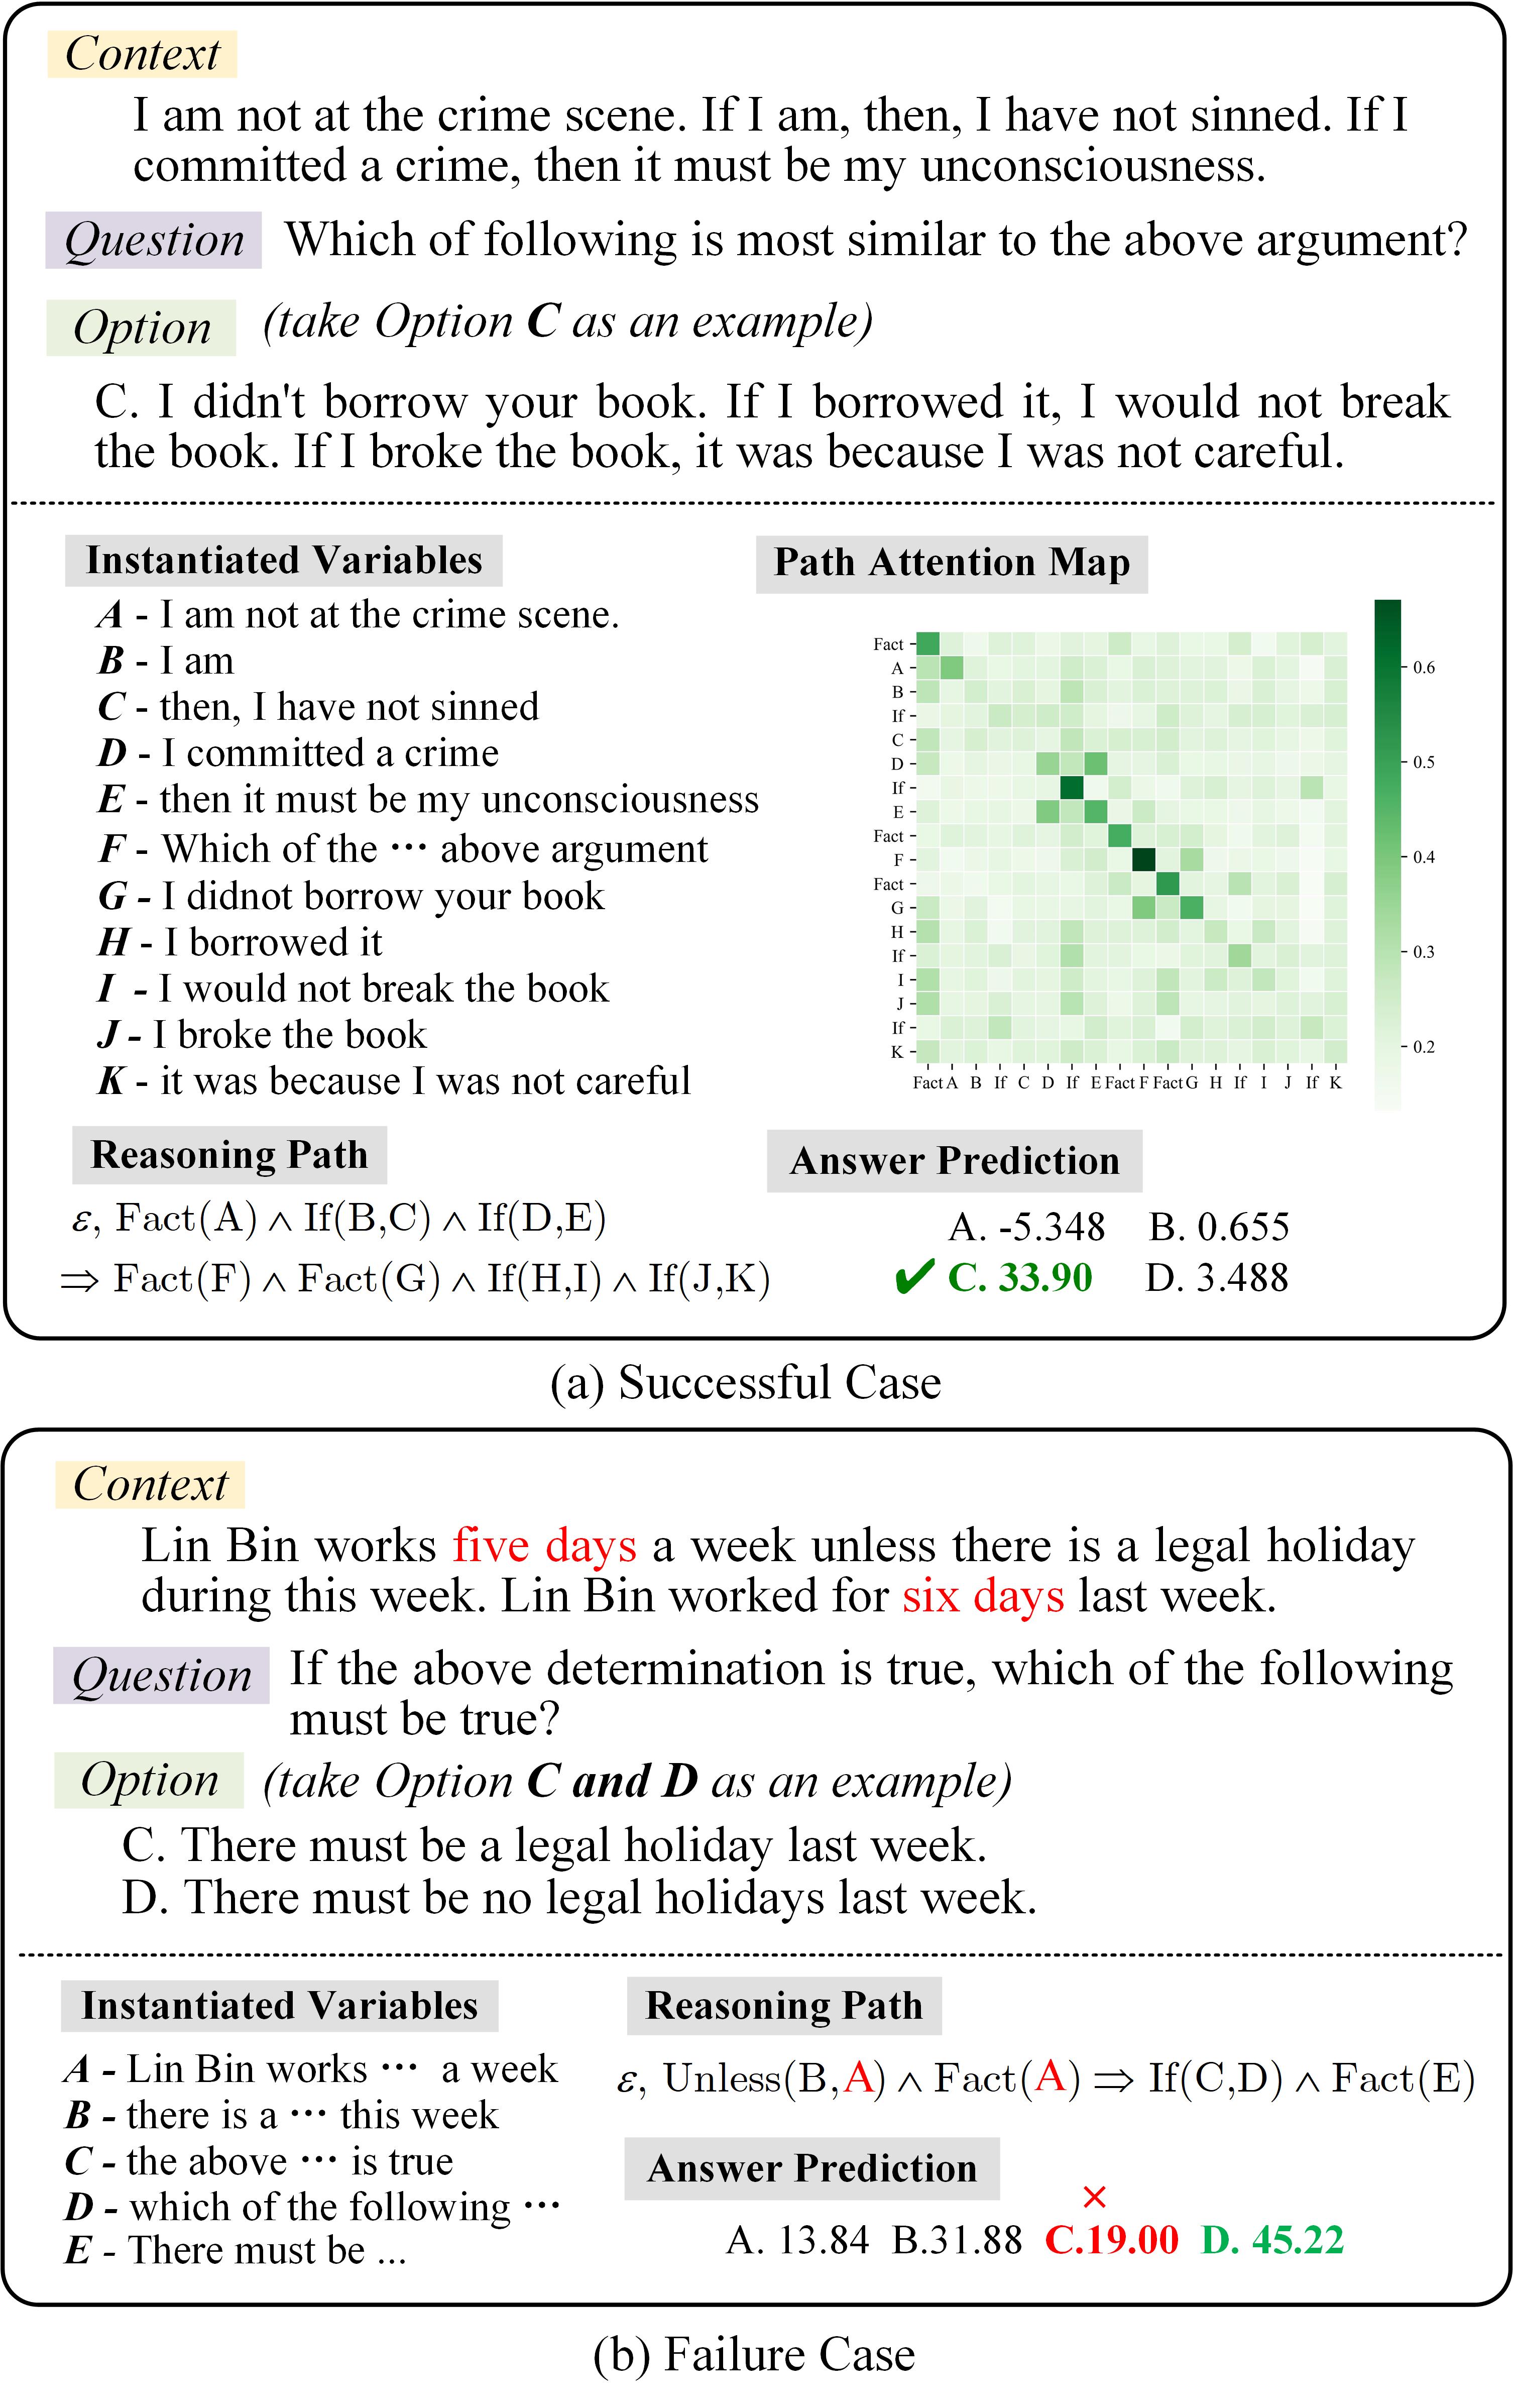 Context
I am not at the crime scene. If I am, then, I have not sinned. If I
committed a crime, then it must be my unconsciousness.
Question Which of following is most similar to the above argument?
Option (take Option C as an example)
C. I didn't borrow your book. If I borrowed it, I would not break
the book. If I broke the book, it was because I was not careful.
Instantiated Variables
A - I am not at the crime scene.
B - I am
C - then, I have not sinned
D - I committed a crime
E - then it must be my unconsciousness
F - Which of the ··· above argument
G - I didnot borrow your book
H - I borrowed it
I - I would not break the book
J - I broke the book
K - it was because I was not careful
Path Attention Map
Fact
A
B
If
C
D
If
E
Fact
F
Fact
G
H
If
I
J
If
K
Fact A B If C D If E Fact F Fact G H If I J If K
0.6
0.5
0.4
0.3
0.2
Reasoning Path
ε, Fact(A) ∧ If(B,C) ∧ If(D,E)
⇒ Fact(F) ∧ Fact(G) ∧ If(H,I) ∧ If(J,K)
Answer Prediction
A. -5.348 B. 0.655
✔ C. 33.90 D. 3.488
(a) Successful Case
Context
Lin Bin works five days a week unless there is a legal holiday
during this week. Lin Bin worked for six days last week.
Question If the above determination is true, which of the following
must be true?
Option (take Option C and D as an example)
C. There must be a legal holiday last week.
D. There must be no legal holidays last week.
Instantiated Variables
A - Lin Bin works ··· a week
B - there is a ··· this week
C - the above ··· is true
D - which of the following ···
E - There must be ...
Reasoning Path
ε, Unless(B,A) ∧ Fact(A) ⇒ If(C,D) ∧ Fact(E)
Answer Prediction
×
A. 13.84 B.31.88 C.19.00 D. 45.22
(b) Failure Case